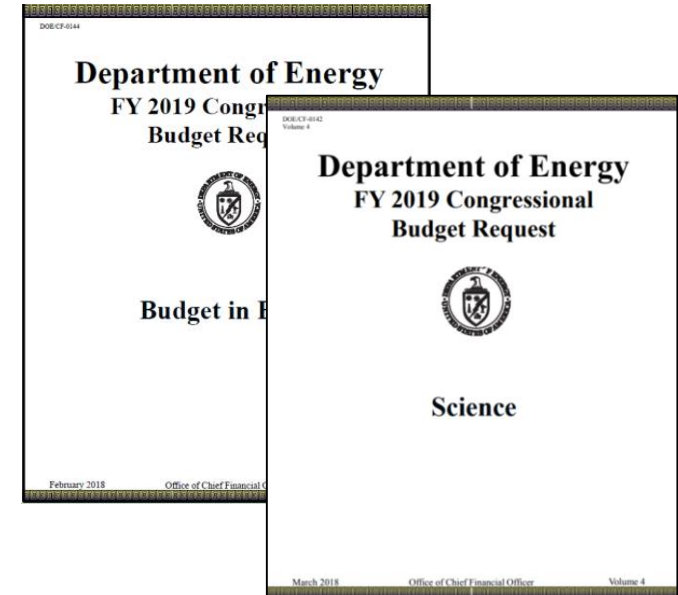 DOE/CF-0144
Department of Energy
FY 2019 Congr
Budget Req
Budget in
February 2018 Office of Chief Financial
DOE/CF-0142
Volume 4
Department of Energy
FY 2019 Congressional
Budget Request
Science
March 2018 Office of Chief Financial Officer Volume 4